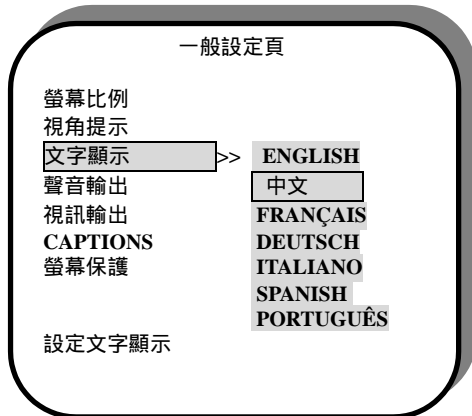 一般設定頁
螢幕比例
視角提示
文字顯示 >> ENGLISH
聲音輸出 中文
視訊輸出 FRANÇAIS
CAPTIONS DEUTSCH
螢幕保護 ITALIANO
SPANISH
PORTUGUÊS
設定文字顯示